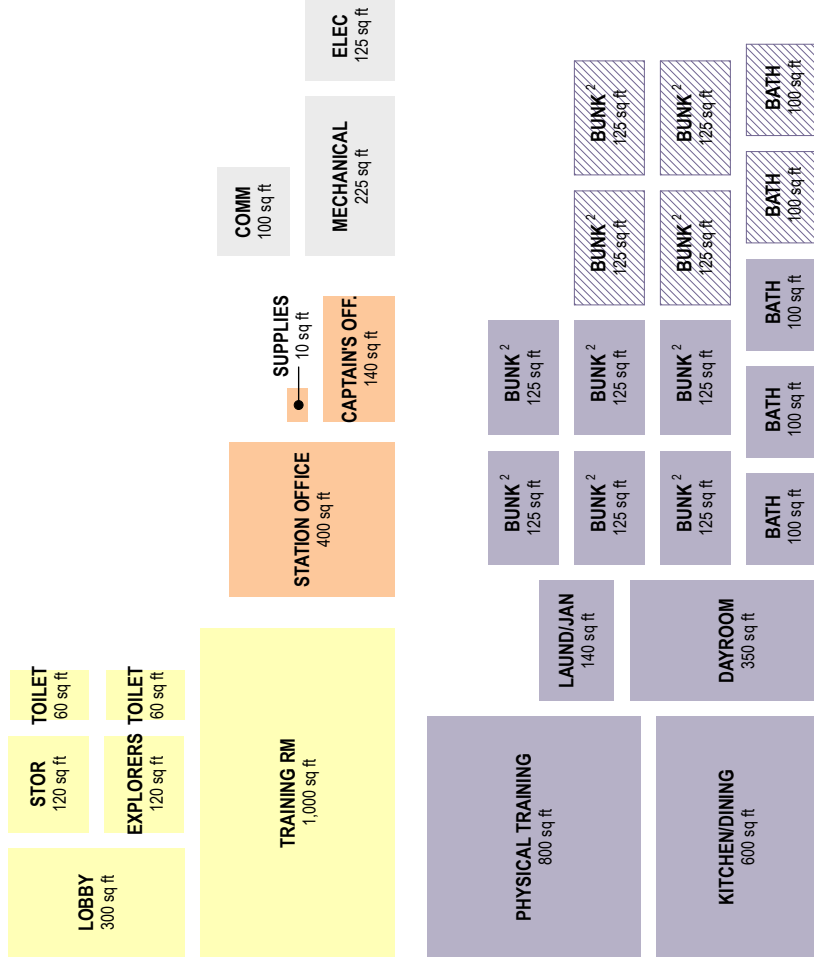 LOBBY
300 sq ft
STOR
120 sq ft
TOILET
60 sq ft
EXPLORERS
120 sq ft
TOILET
60 sq ft
TRAINING RM
1,000 sq ft
STATION OFFICE
400 sq ft
SUPPLIES
10 sq ft
CAPTAIN'S OFF.
140 sq ft
COMM
100 sq ft
MECHANICAL
225 sq ft
ELEC
125 sq ft
PHYSICAL TRAINING
800 sq ft
KITCHEN/DINING
600 sq ft
LAUND/JAN
140 sq ft
DAYROOM
350 sq ft
BUNK 2
125 sq ft
BUNK 2
125 sq ft
BUNK 2
125 sq ft
BUNK 2
125 sq ft
BUNK 2
125 sq ft
BUNK 2
125 sq ft
BUNK 2
125 sq ft
BUNK 2
125 sq ft
BUNK 2
125 sq ft
BUNK 2
125 sq ft
BATH
100 sq ft
BATH
100 sq ft
BATH
100 sq ft
BATH
100 sq ft
BATH
100 sq ft